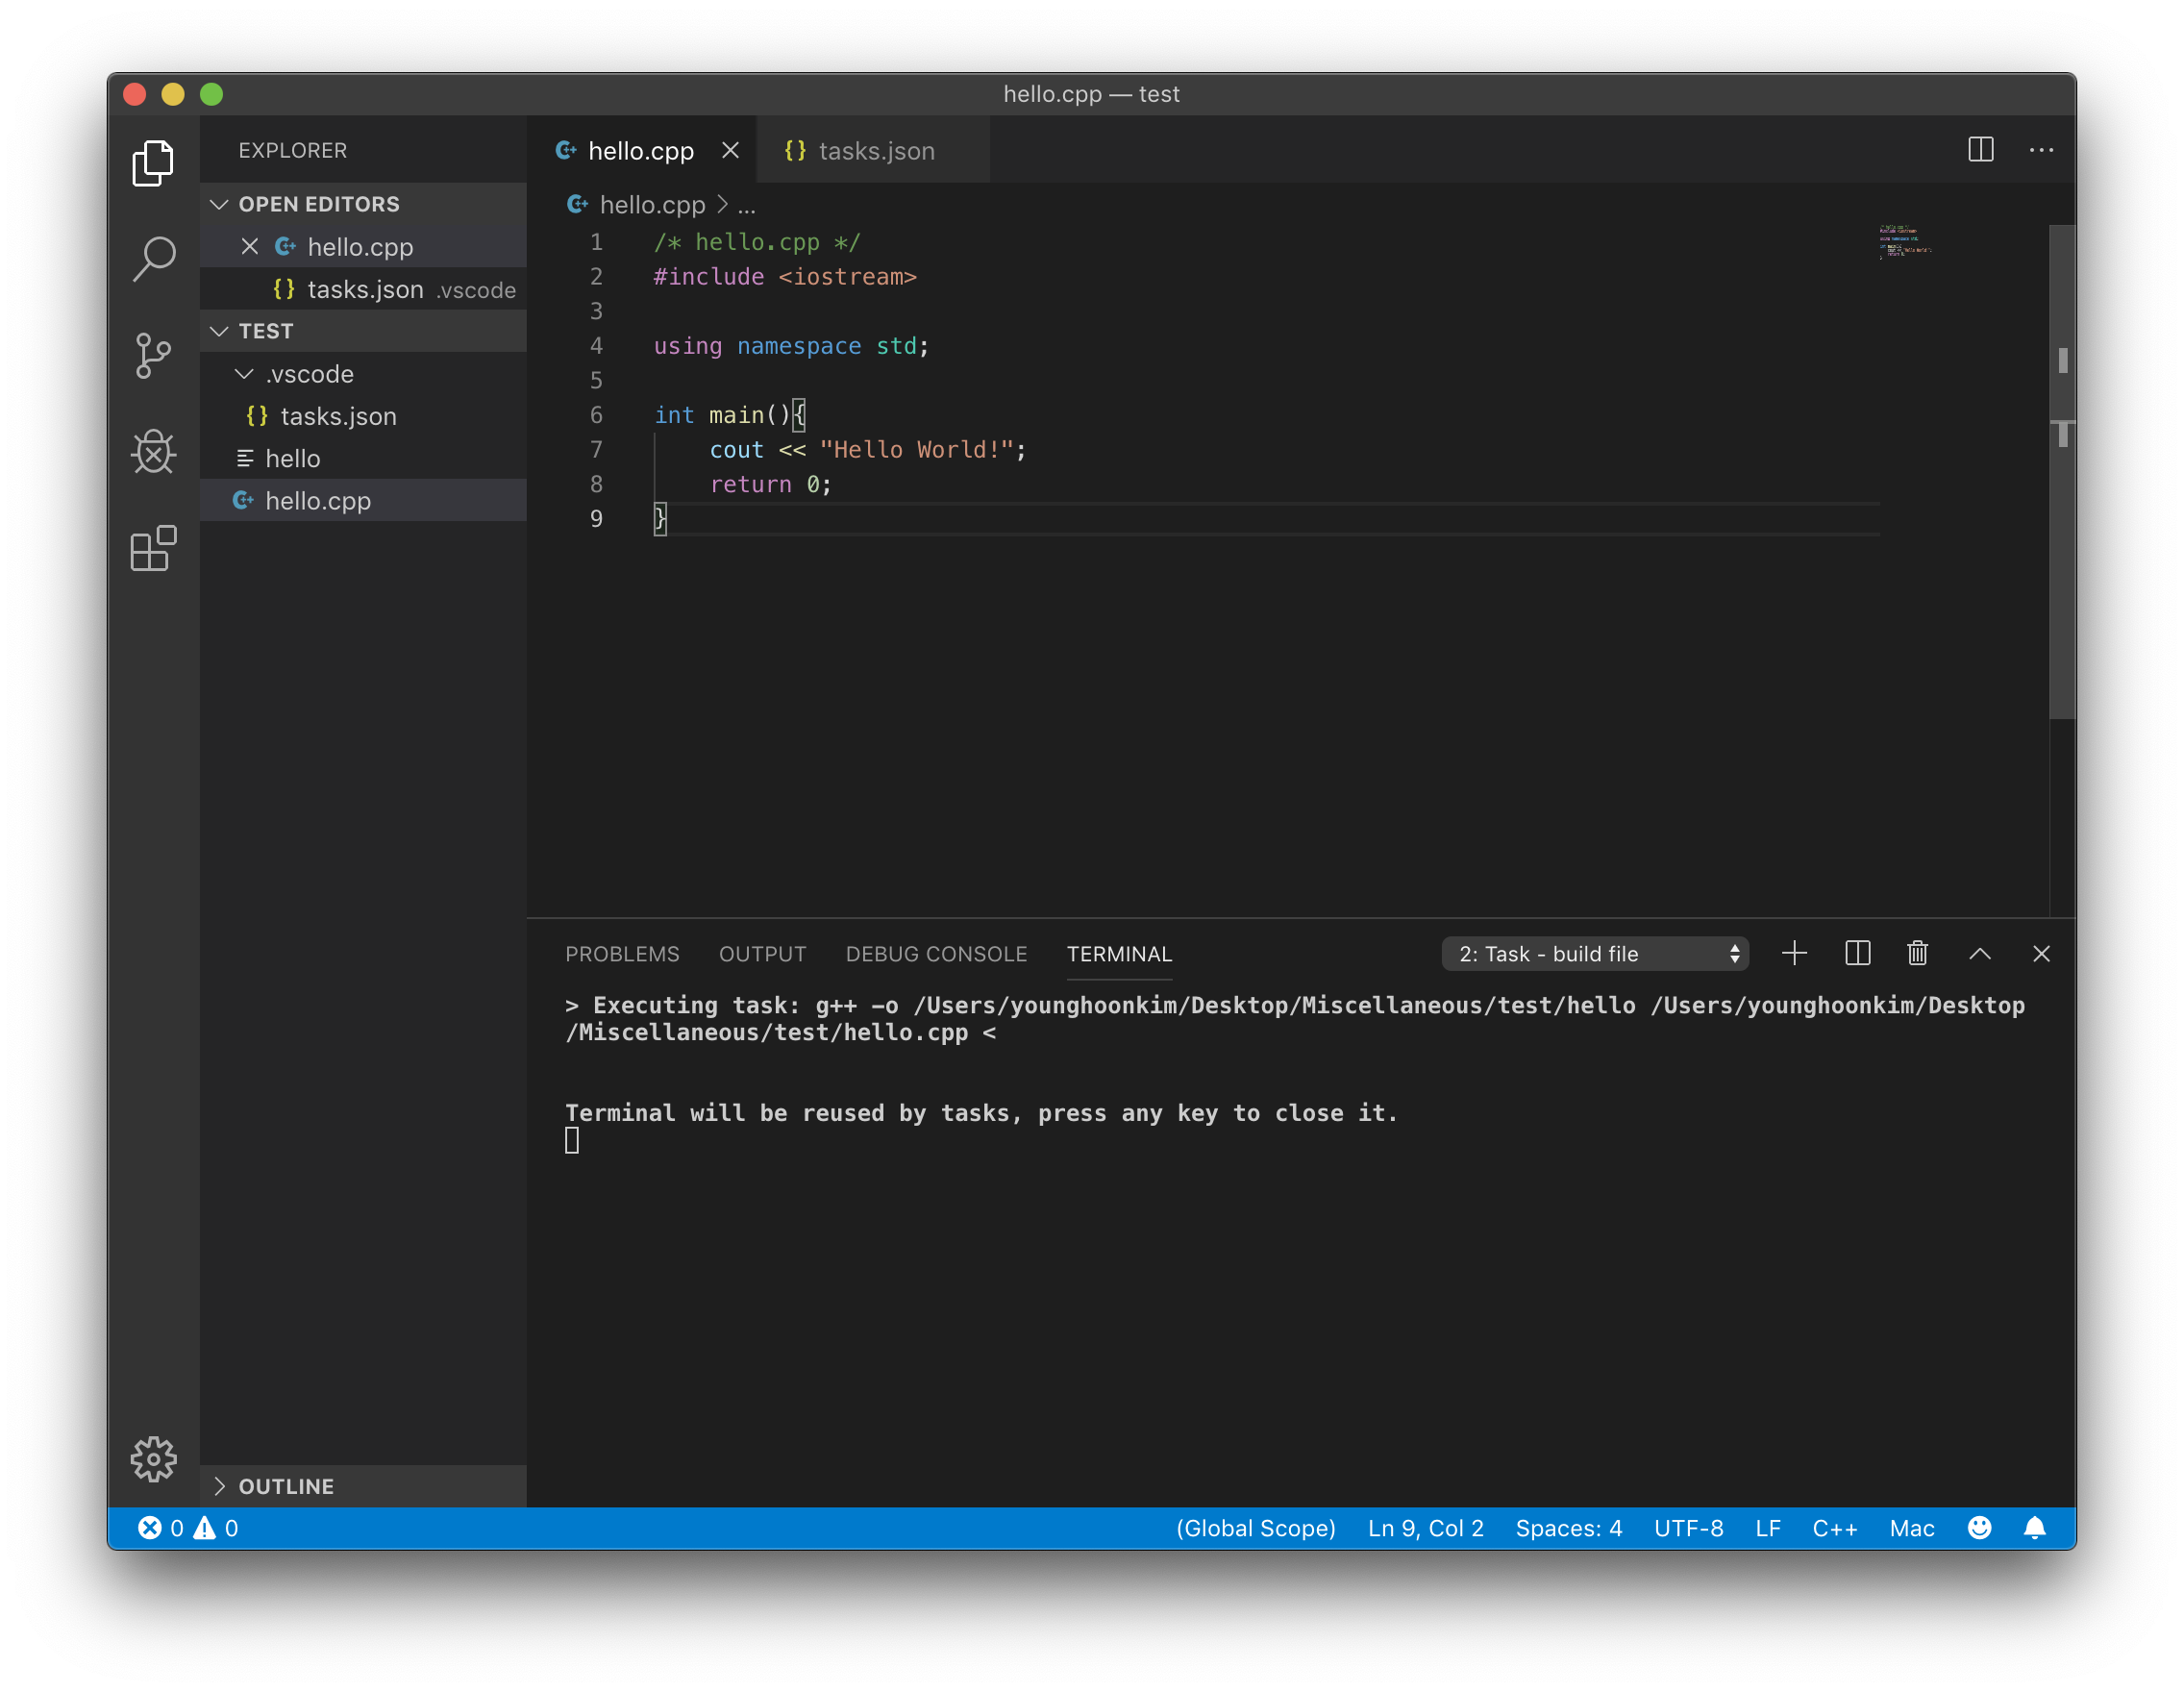 hello.cpp — test
EXPLORER
OPEN EDITORS
hello.cpp
tasks.json .vscode
TEST
.vscode
tasks.json
hello
hello.cpp
OUTLINE
hello.cpp
tasks.json
hello.cpp > ...
1 /* hello.cpp */
2 #include <iostream>
3
4 using namespace std;
5
6 int main(){
7     cout << "Hello World!";
8     return 0;
9 }
PROBLEMS OUTPUT DEBUG CONSOLE TERMINAL 2: Task - build file
> Executing task: g++ -o /Users/younghoonkim/Desktop/Miscellaneous/test/hello /Users/younghoonkim/Desktop
/Miscellaneous/test/hello.cpp <
Terminal will be reused by tasks, press any key to close it.
0 0 (Global Scope) Ln 9, Col 2 Spaces: 4 UTF-8 LF C++ Mac